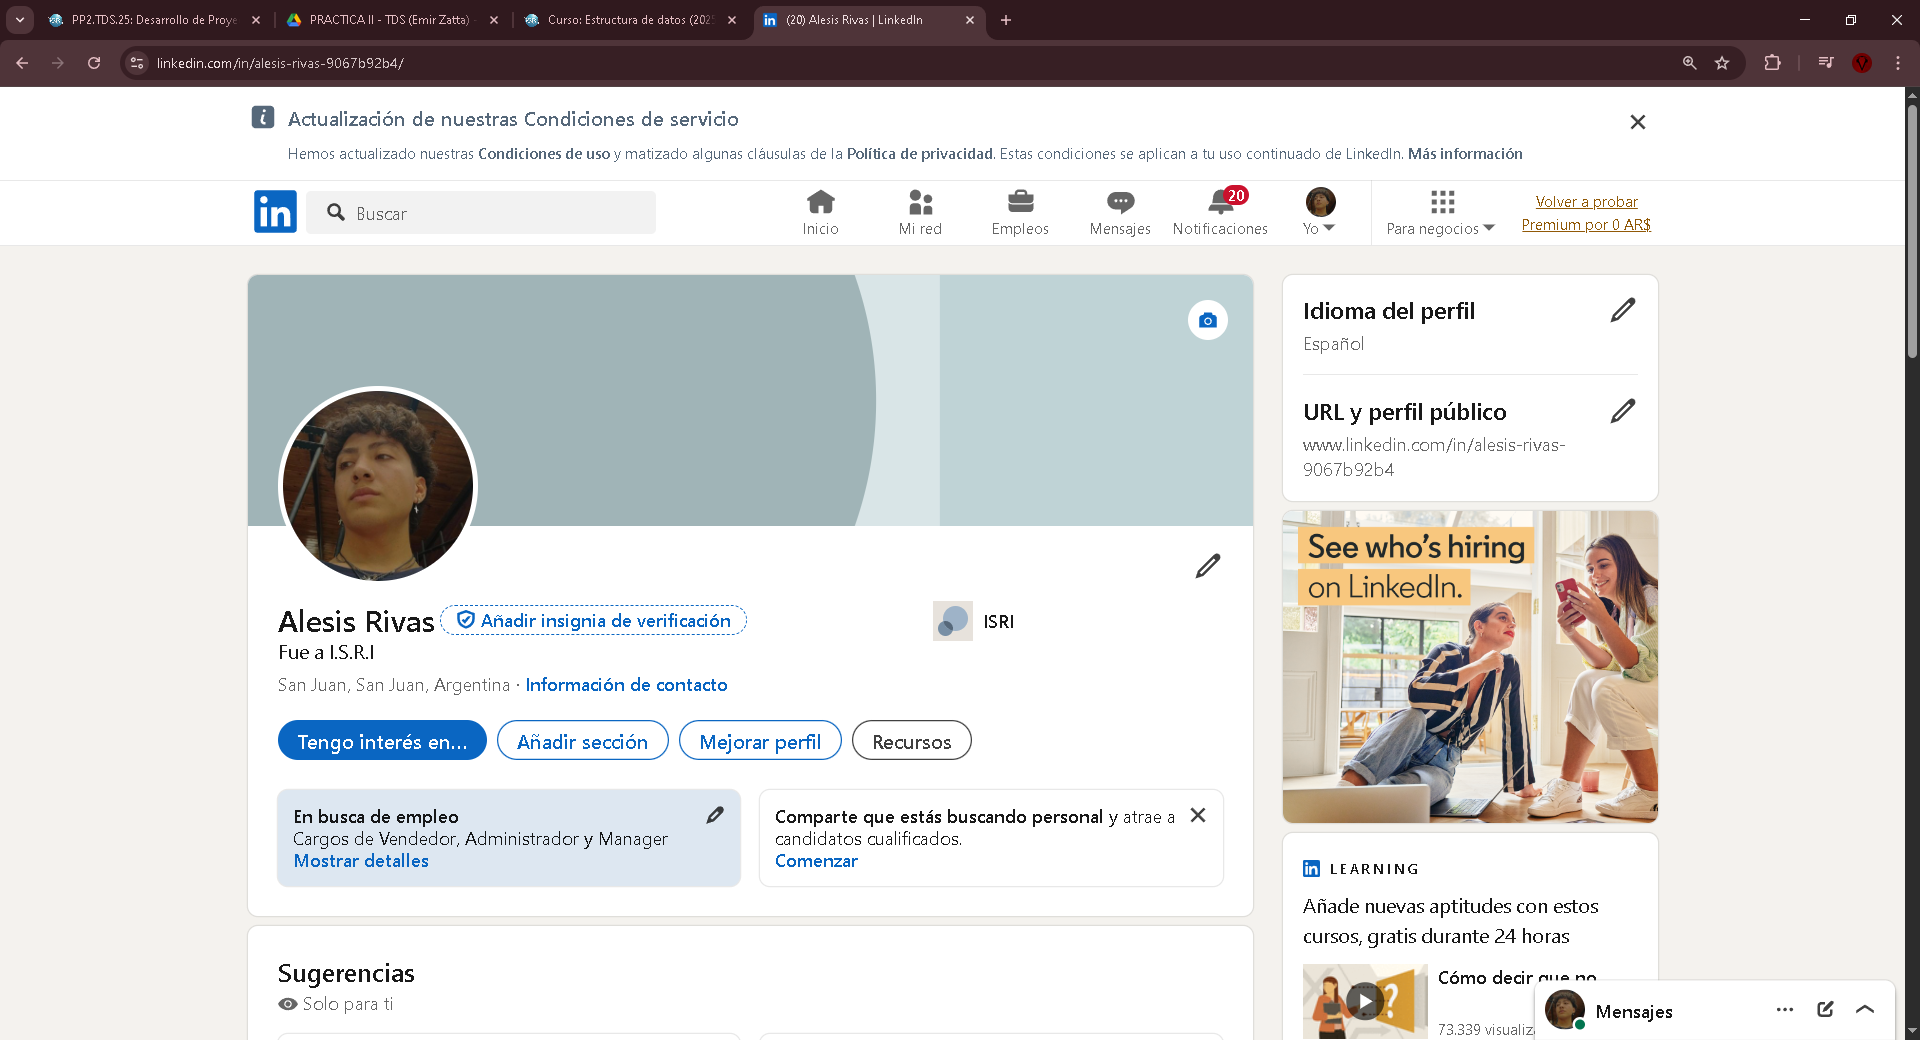 PP2.TDS.25: Desarrollo de Proye
PRACTICA II - TDS (Emir Zatta)
Curso: Estructura de datos (202
(20) Alesis Rivas | LinkedIn
linkedin.com/in/alesis-rivas-9067b92b4/
Actualización de nuestras Condiciones de servicio
Hemos actualizado nuestras Condiciones de uso y matizado algunas cláusulas de la Política de privacidad. Estas condiciones se aplican a tu uso continuado de LinkedIn. Más información
in
Buscar
Inicio
Mi red
Empleos
Mensajes
20
Notificaciones
Yo
Para negocios
Volver a probar
Premium por 0 AR$
Alesis Rivas
Añadir insignia de verificación
ISRI
Fue a I.S.R.I
San Juan, San Juan, Argentina · Información de contacto
Tengo interés en...
Añadir sección
Mejorar perfil
Recursos
En busca de empleo
Cargos de Vendedor, Administrador y Manager
Mostrar detalles
Comparte que estás buscando personal y atrae a
candidatos cualificados.
Comenzar
Sugerencias
Solo para ti
Idioma del perfil
Español
URL y perfil público
www.linkedin.com/in/alesis-rivas-
9067b92b4
See who's hiring
on LinkedIn.
in LEARNING
Añade nuevas aptitudes con estos
cursos, gratis durante 24 horas
Cómo decir que no
73.339 visualiz
Mensajes